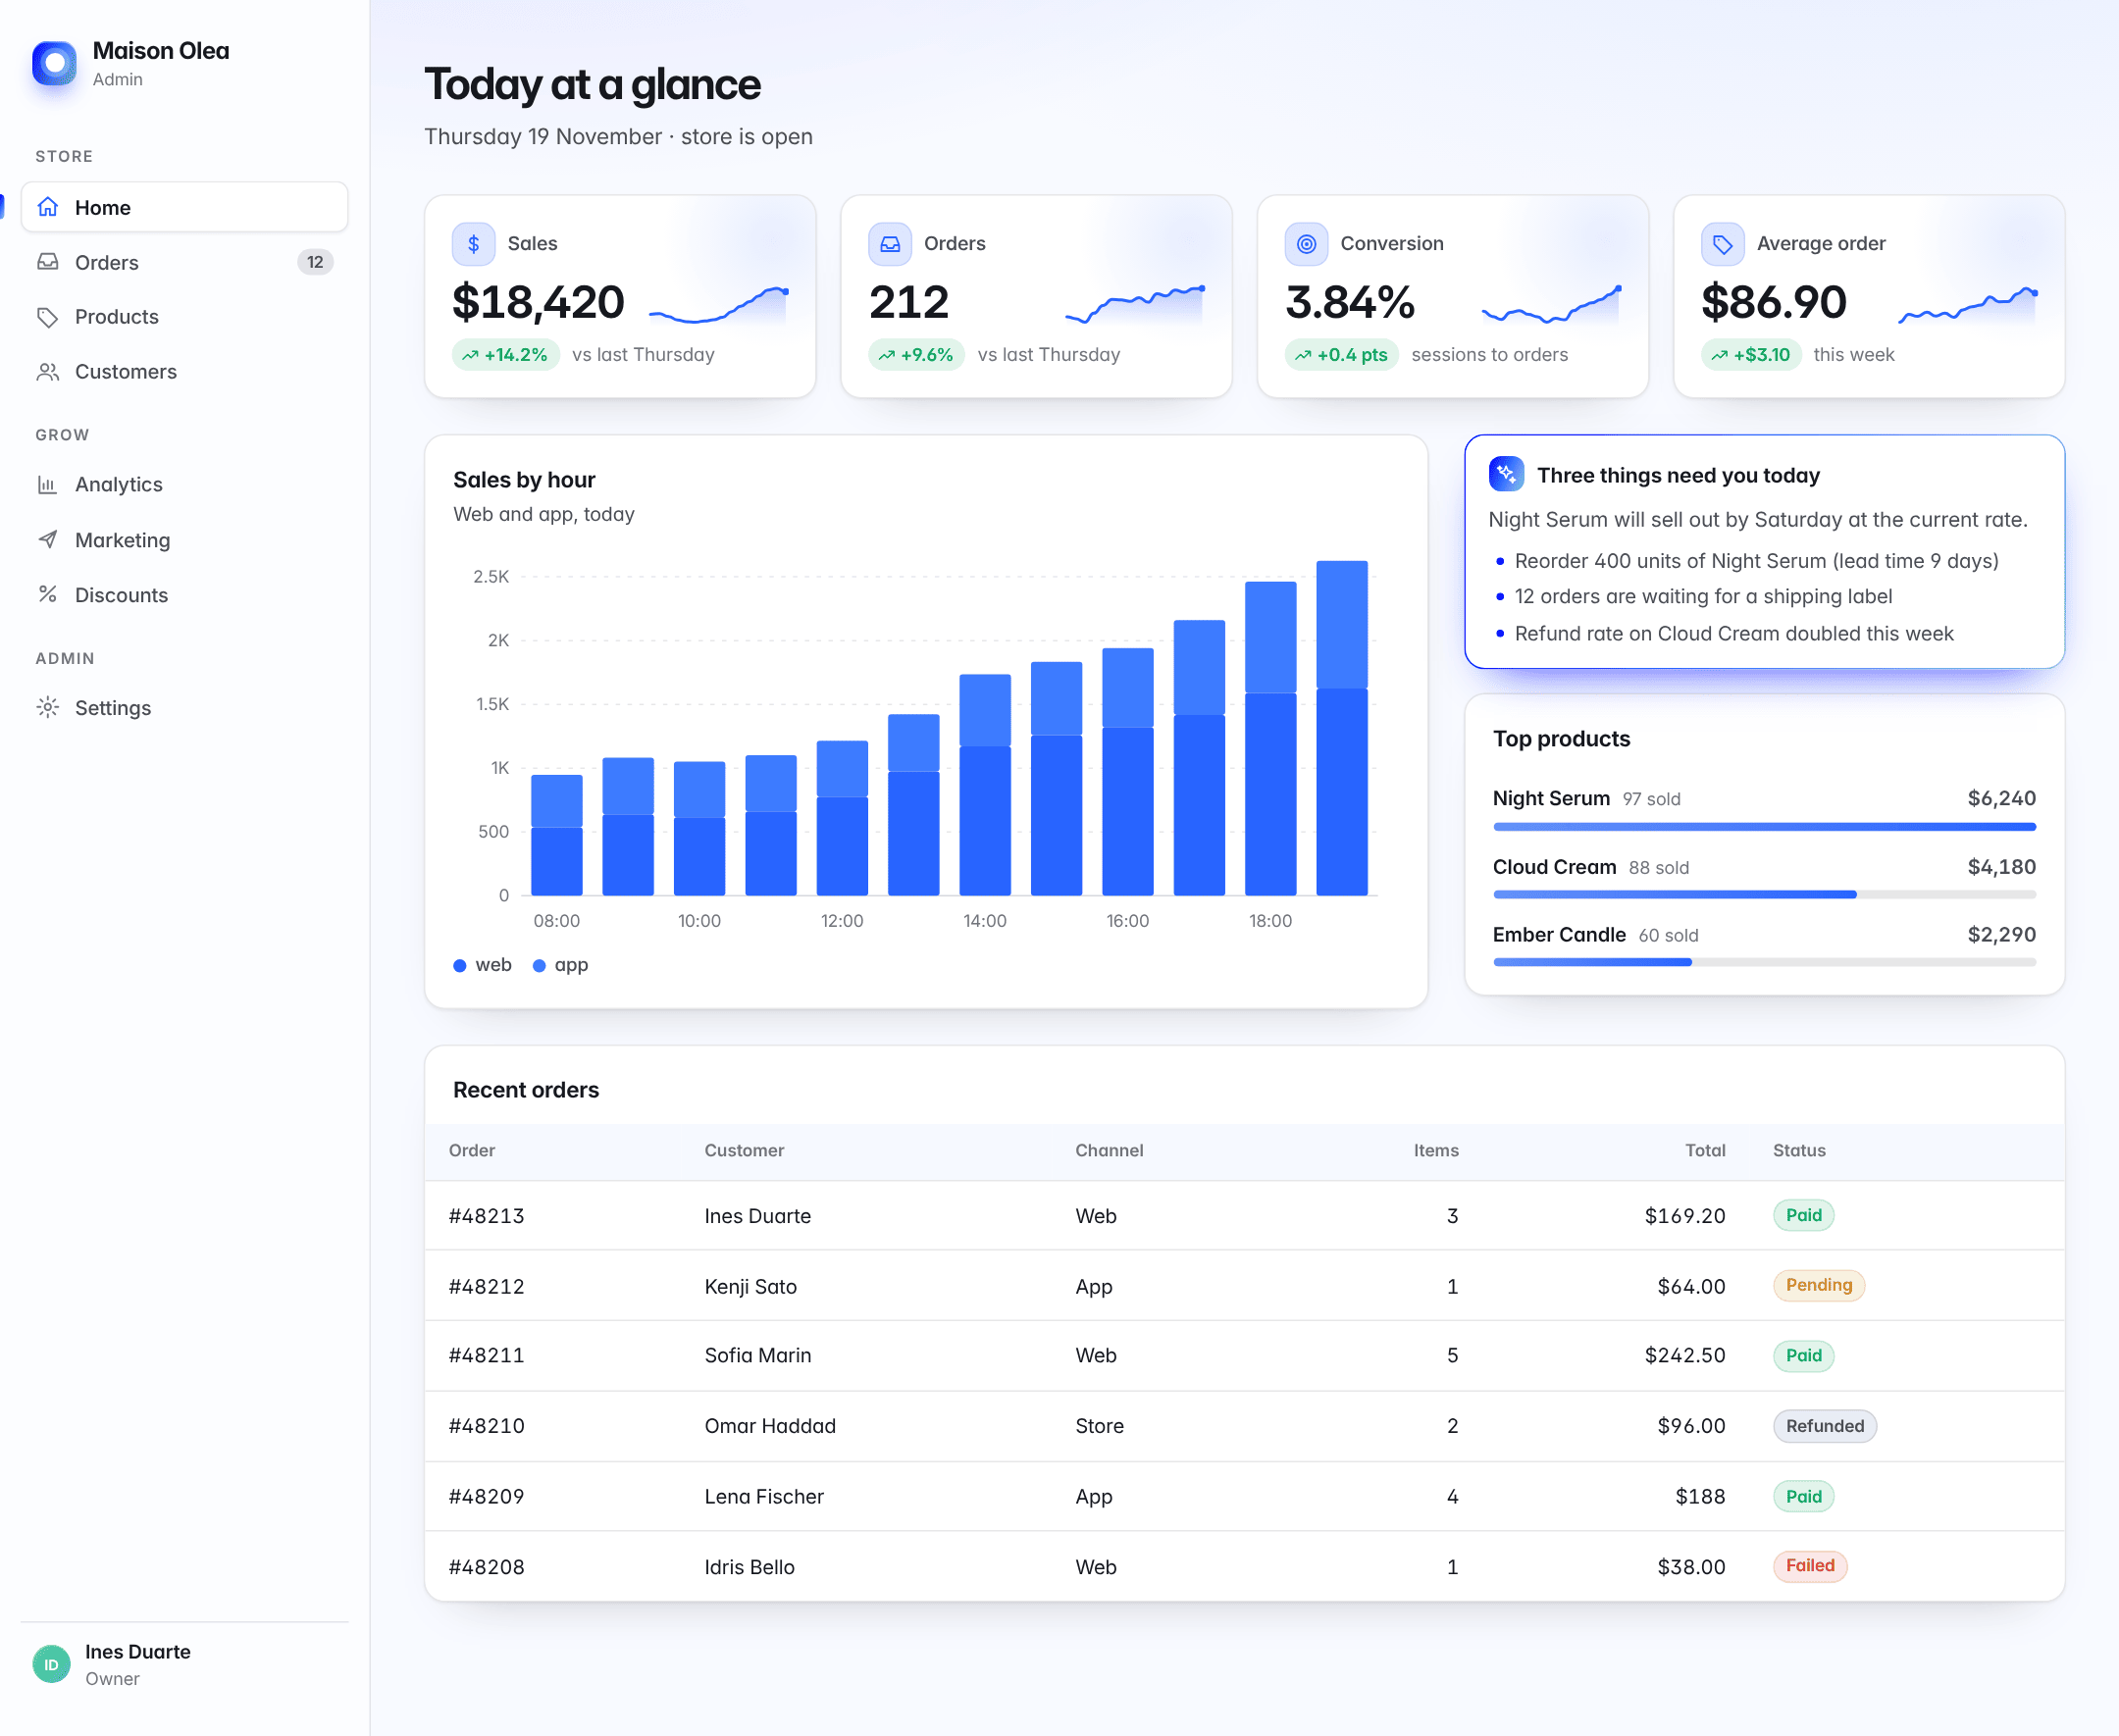 Maison Olea
Admin
STORE
Home
Orders 12
Products
Customers
GROW
Analytics
Marketing
Discounts
ADMIN
Settings
ID
Ines Duarte
Owner
Today at a glance
Thursday 19 November · store is open
$ Sales
$18,420
+14.2% vs last Thursday
Orders
212
+9.6% vs last Thursday
Conversion
3.84%
+0.4 pts sessions to orders
Average order
$86.90
+$3.10 this week
Sales by hour
Web and app, today
2.5K
2K
1.5K
1K
500
0
08:00 10:00 12:00 14:00 16:00 18:00
web app
Three things need you today
Night Serum will sell out by Saturday at the current rate.
• Reorder 400 units of Night Serum (lead time 9 days)
• 12 orders are waiting for a shipping label
• Refund rate on Cloud Cream doubled this week
Top products
Night Serum 97 sold $6,240
Cloud Cream 88 sold $4,180
Ember Candle 60 sold $2,290
Recent orders
Order Customer Channel Items Total Status
#48213 Ines Duarte Web 3 $169.20 Paid
#48212 Kenji Sato App 1 $64.00 Pending
#48211 Sofia Marin Web 5 $242.50 Paid
#48210 Omar Haddad Store 2 $96.00 Refunded
#48209 Lena Fischer App 4 $188 Paid
#48208 Idris Bello Web 1 $38.00 Failed